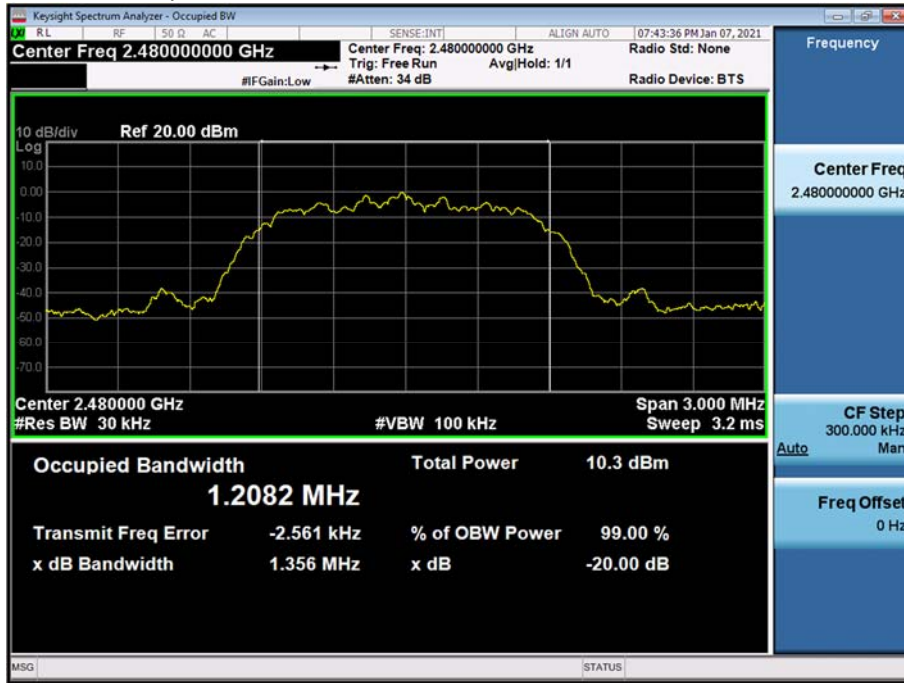 Keysight Spectrum Analyzer - Occupied BW
LXI RL RF 50 Ω AC SENSE:INT ALIGN AUTO 07:43:36 PM Jan 07, 2021
Center Freq 2.480000000 GHz
Center Freq: 2.480000000 GHz
Radio Std: None
Trig: Free Run Avg|Hold: 1/1
#IFGain:Low
#Atten: 34 dB
Radio Device: BTS
10 dB/div Ref 20.00 dBm
Log
10.0
0.00
-10.0
-20.0
-30.0
-40.0
-50.0
-60.0
-70.0
Center 2.480000 GHz Span 3.000 MHz
#Res BW 30 kHz #VBW 100 kHz Sweep 3.2 ms
Occupied Bandwidth Total Power 10.3 dBm
1.2082 MHz
Transmit Freq Error -2.561 kHz % of OBW Power 99.00 %
x dB Bandwidth 1.356 MHz x dB -20.00 dB
MSG STATUS
Frequency
Center Freq
2.480000000 GHz
CF Step
300.000 kHz
Auto Man
Freq Offset
0 Hz